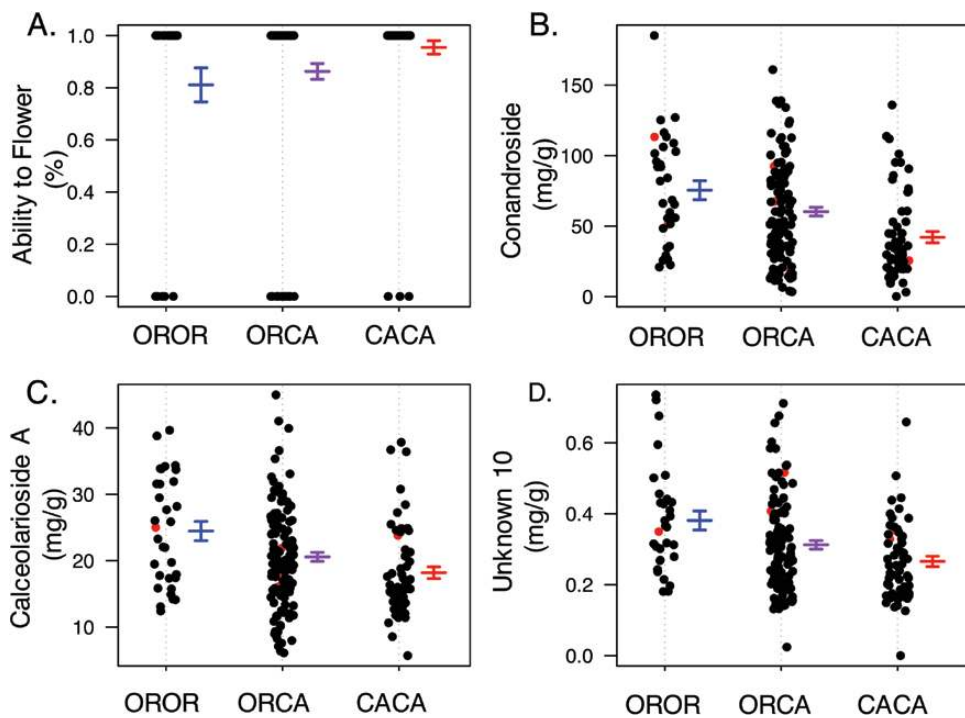 A.
Ability to Flower
(%)
1.0
0.8
0.6
0.4
0.2
0.0
OROR ORCA CACA
B.
Conandroside
(mg/g)
150
100
50
0
OROR ORCA CACA
C.
Calceolarioside A
(mg/g)
40
30
20
10
OROR ORCA CACA
D.
Unknown 10
(mg/g)
0.6
0.4
0.2
0.0
OROR ORCA CACA